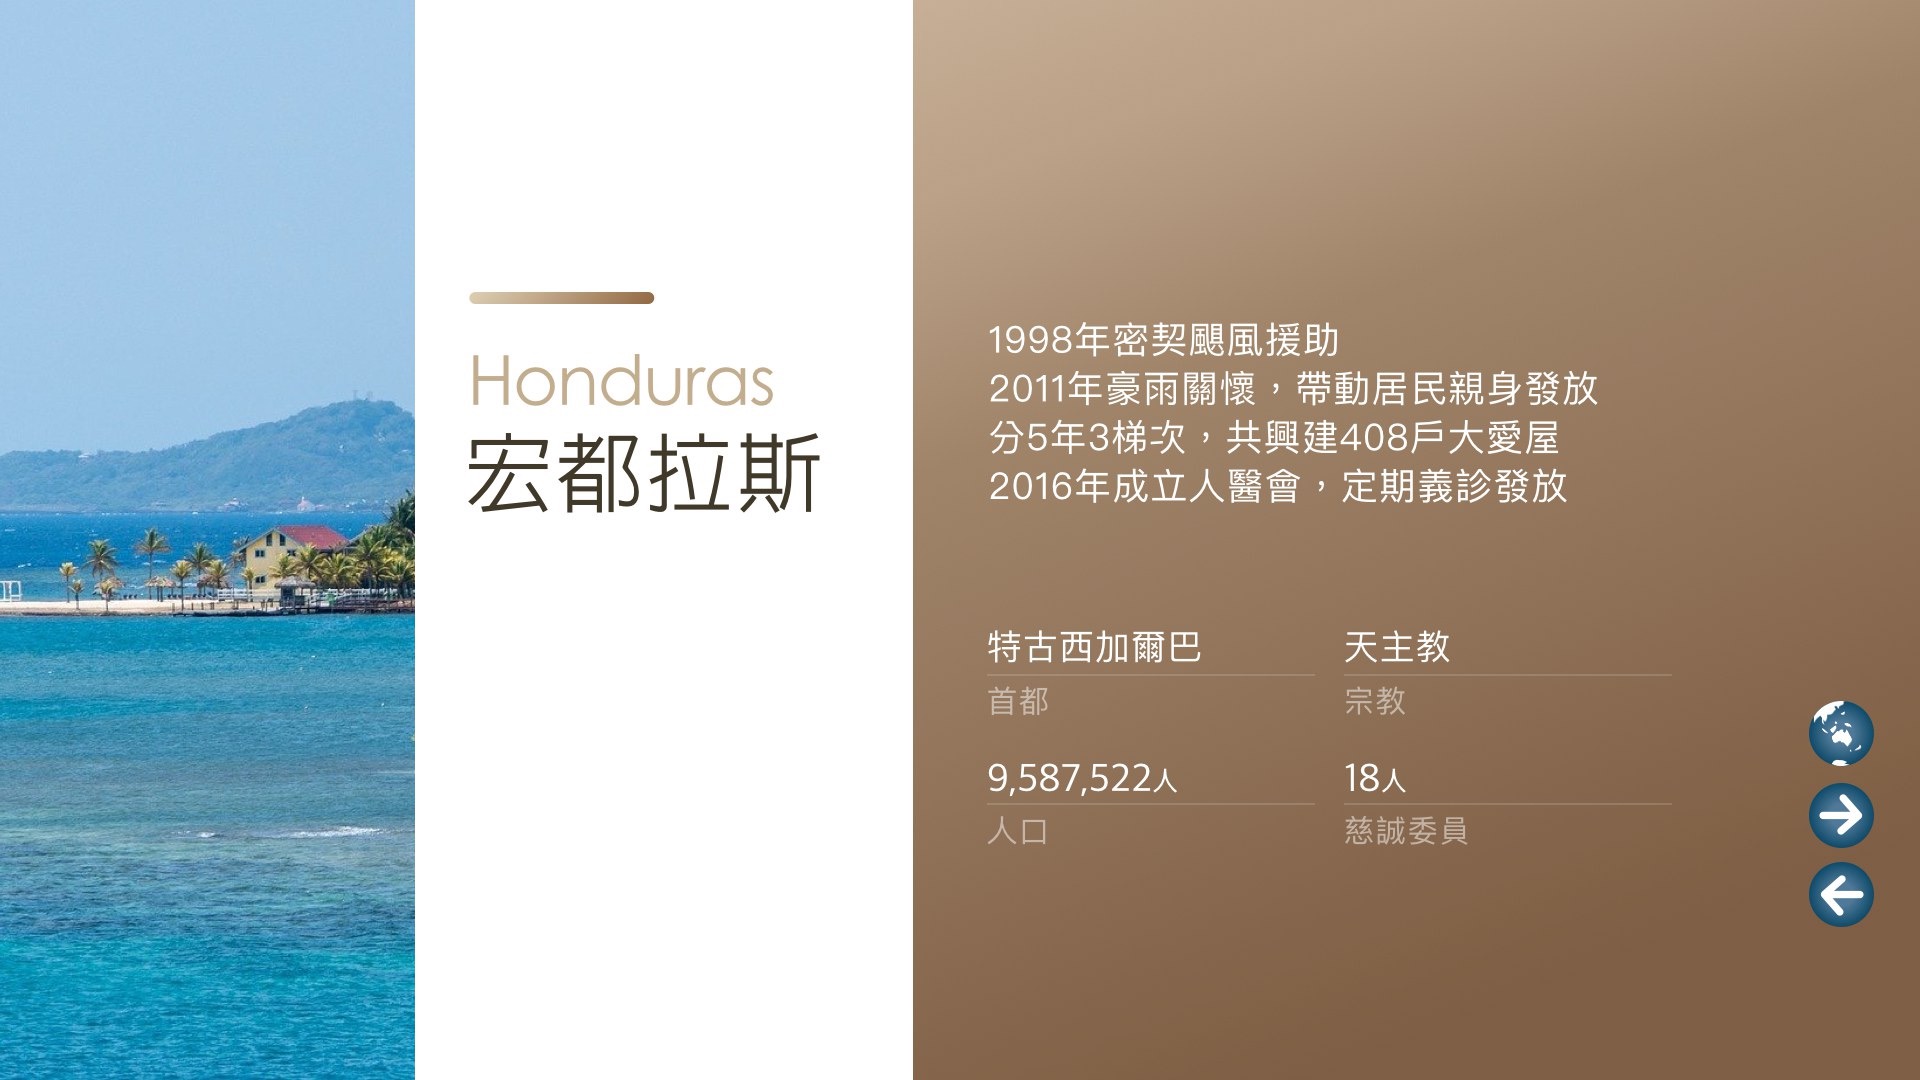 Honduras
宏都拉斯
1998年密契颶風援助
2011年豪雨關懷，帶動居民親身發放
分5年3梯次，共興建408戶大愛屋
2016年成立人醫會，定期義診發放
特古西加爾巴
首都
天主教
宗教
9,587,522人
人口
18人
慈誠委員